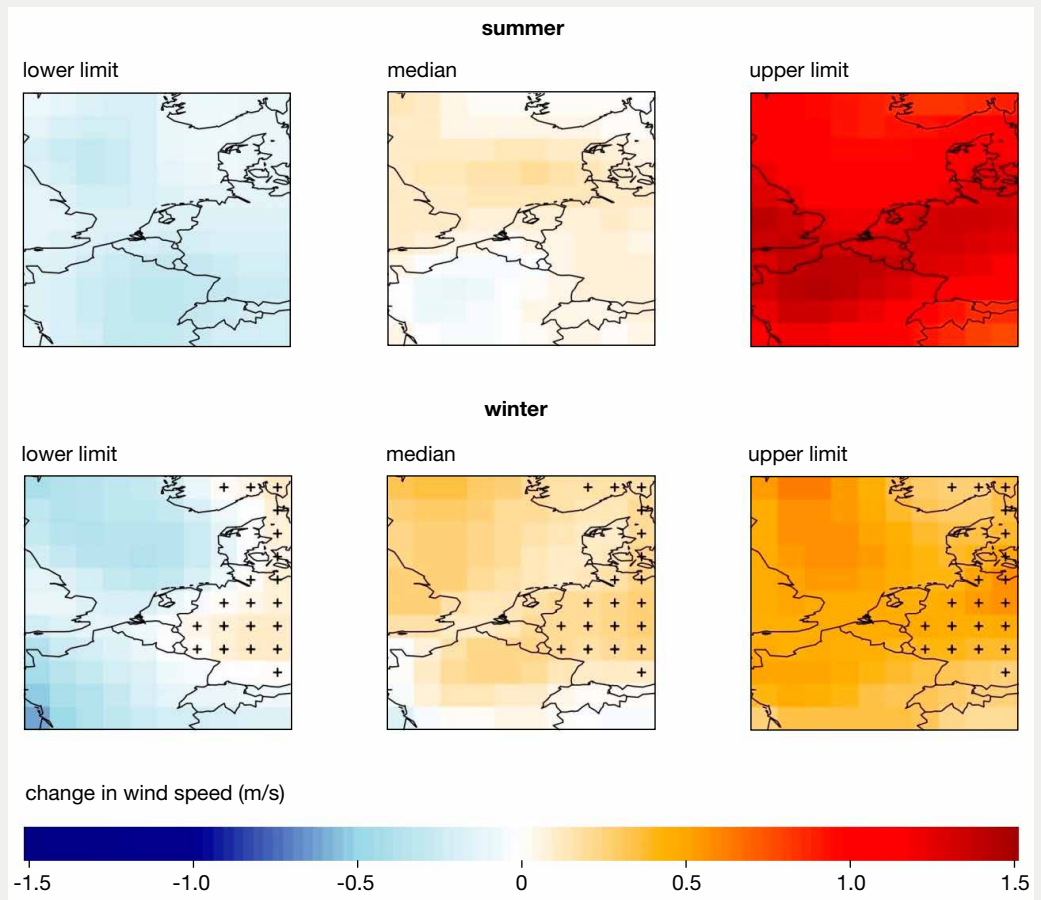 summer
lower limit
median
upper limit
winter
lower limit
median
upper limit
change in wind speed (m/s)
-1.5 -1.0 -0.5 0 0.5 1.0 1.5